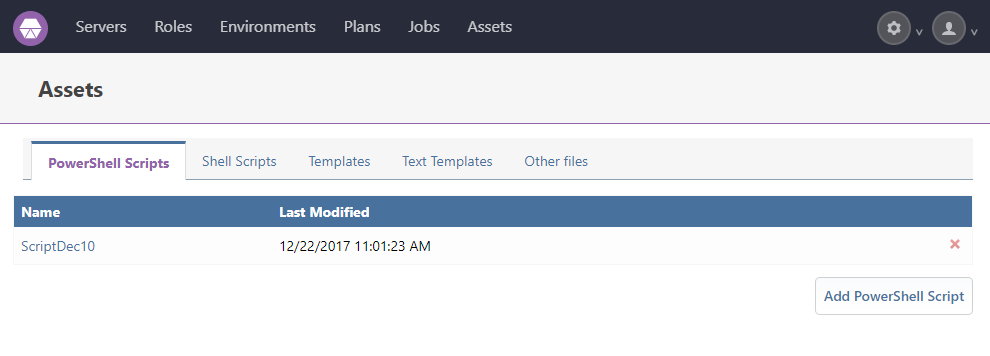 Servers Roles Environments Plans Jobs Assets
Assets
PowerShell Scripts Shell Scripts Templates Text Templates Other files
Name Last Modified
ScriptDec10 12/22/2017 11:01:23 AM
Add PowerShell Script